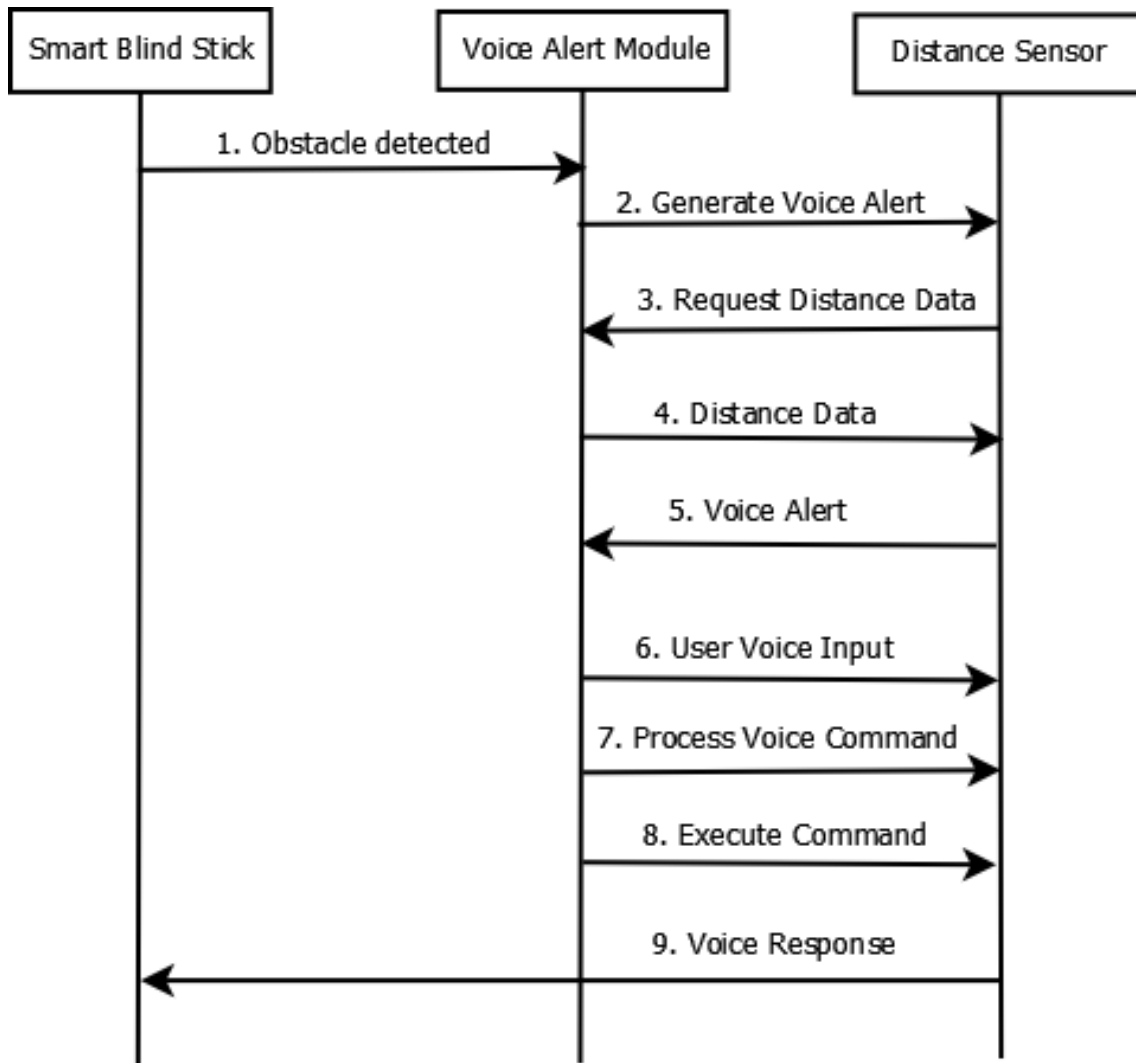 Smart Blind Stick
Voice Alert Module
Distance Sensor
1. Obstacle detected
2. Generate Voice Alert
3. Request Distance Data
4. Distance Data
5. Voice Alert
6. User Voice Input
7. Process Voice Command
8. Execute Command
9. Voice Response